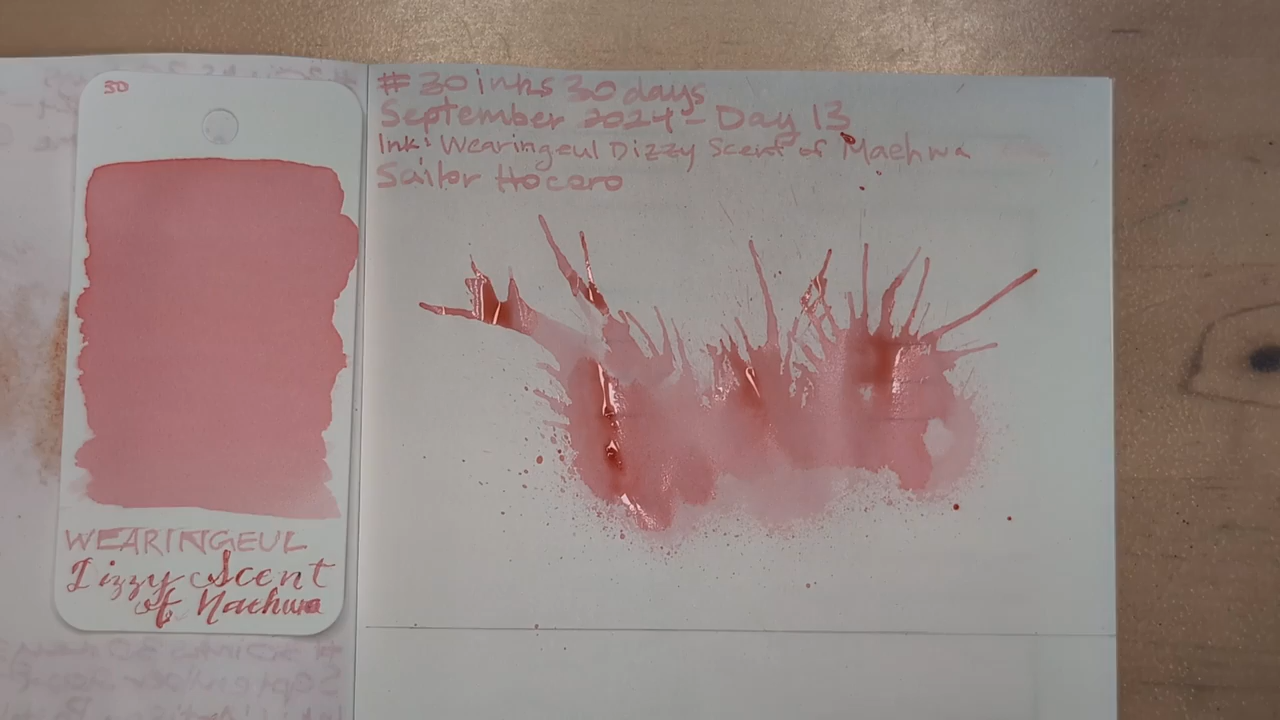 30
WEARINGEUL
Dizzy Scent
of Maehwa
# 30 inks 30 days
September 2024 - Day 13
Ink: Wearingeul Dizzy Scent of Maehwa
Sailor Hocoro